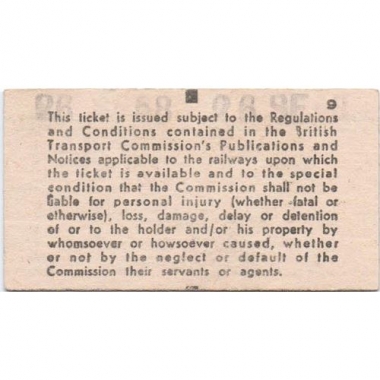 9
This ticket is issued subject to the Regulations
and Conditions contained in the British
Transport Commission's Publications and
Notices applicable to the railways upon which
the ticket is available and to the special
condition that the Commission shall not be
liable for personal injury (whether fatal or
otherwise), loss, damage, delay or detention
of or to the holder and/or his property by
whomsoever or howsoever caused, whether
or not by the neglect or default of the
Commission their servants or agents.